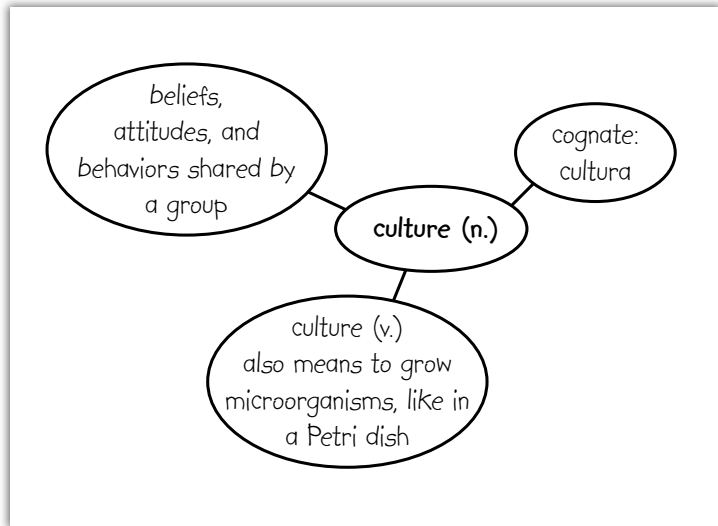 beliefs,
attitudes, and
behaviors shared by
a group
cognate:
cultura
culture (n.)
culture (v.)
also means to grow
microorganisms, like in
a Petri dish